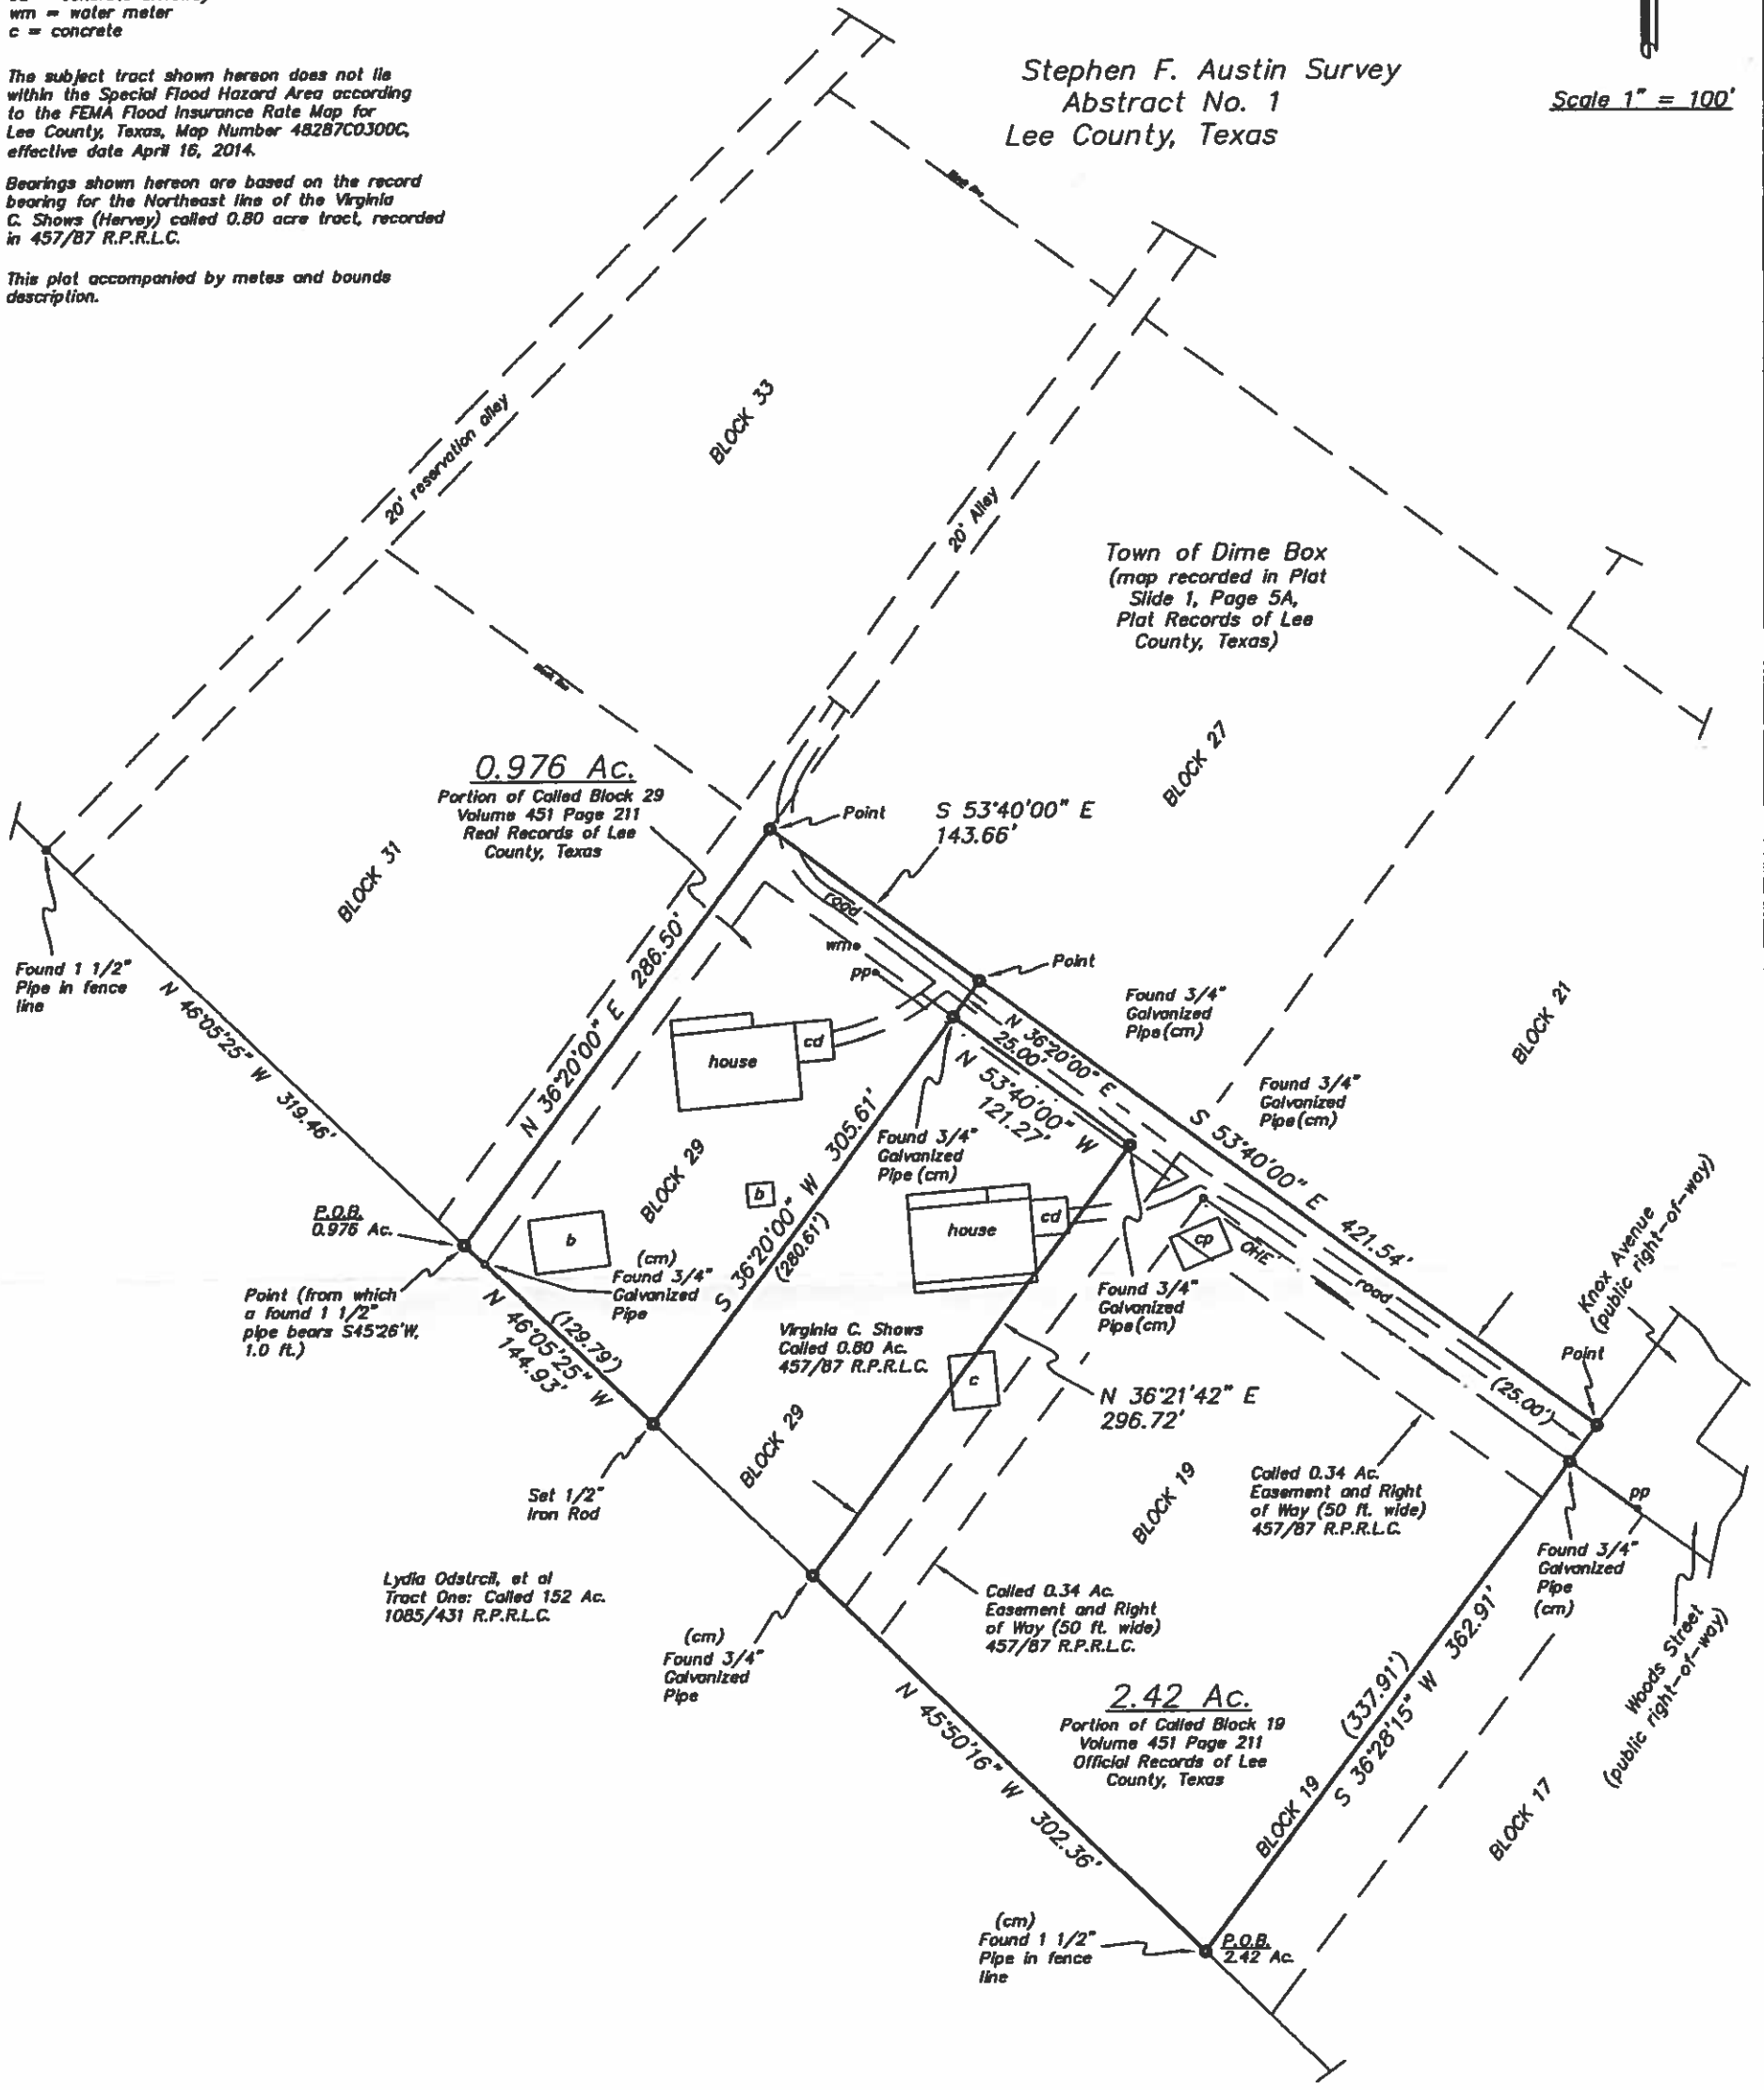 wm = water meter
c = concrete
The subject tract shown hereon does not lie
within the Special Flood Hazard Area according
to the FEMA Flood Insurance Rate Map for
Lee County, Texas, Map Number 48287C0300C,
effective date April 16, 2014.
Bearings shown hereon are based on the record
bearing for the Northeast line of the Virginia
C. Shows (Hervey) called 0.80 acre tract, recorded
in 457/87 R.P.R.L.C.
This plat accompanied by metes and bounds
description.
Stephen F. Austin Survey
Abstract No. 1
Lee County, Texas
Scale 1" = 100'
20' reservation alley
BLOCK 33
20' Alley
Town of Dime Box
(map recorded in Plat
Slide 1, Page 5A,
Plat Records of Lee
County, Texas)
BLOCK 27
0.976 Ac.
Portion of Called Block 29
Volume 451 Page 211
Real Records of Lee
County, Texas
Point
S 53°40'00" E
143.66'
BLOCK 31
road
wm
pp
Point
Found 1 1/2"
Pipe in fence
line
N 46°05'25" W 319.46'
N 36°20'00" E 286.50'
house
cd
N 36°20'00" E
25.00'
Found 3/4"
Galvanized
Pipe(cm)
BLOCK 21
Found 3/4"
Galvanized
Pipe(cm)
N 53°40'00" W
121.27'
Found 3/4"
Galvanized
Pipe (cm)
S 53°40'00" E 421.54'
BLOCK 29
b
b
S 36°20'00" W 305.61'
(280.61')
P.O.B.
0.976 Ac.
Point (from which
a found 1 1/2"
pipe bears S45°26'W,
1.0 ft.)
(cm)
Found 3/4"
Galvanized
Pipe
(129.79')
N 46°05'25" W
144.93'
house
cd
cp
OHE
road
Found 3/4"
Galvanized
Pipe(cm)
Knox Avenue
(public right-of-way)
Point
(25.00')
Virginia C. Shows
Called 0.80 Ac.
457/87 R.P.R.L.C.
c
N 36°21'42" E
296.72'
BLOCK 29
Set 1/2"
Iron Rod
BLOCK 19
Called 0.34 Ac.
Easement and Right
of Way (50 ft. wide)
457/87 R.P.R.L.C.
pp
Found 3/4"
Galvanized
Pipe
(cm)
Woods Street
(public right-of-way)
Lydia Odstrcil, et al
Tract One: Called 152 Ac.
1085/431 R.P.R.L.C.
(cm)
Found 3/4"
Galvanized
Pipe
Called 0.34 Ac.
Easement and Right
of Way (50 ft. wide)
457/87 R.P.R.L.C.
N 45°50'16" W 302.36'
2.42 Ac.
Portion of Called Block 19
Volume 451 Page 211
Official Records of Lee
County, Texas
(337.91')
S 36°28'15" W 362.91'
BLOCK 19
BLOCK 17
(cm)
Found 1 1/2"
Pipe in fence
line
P.O.B.
2.42 Ac.